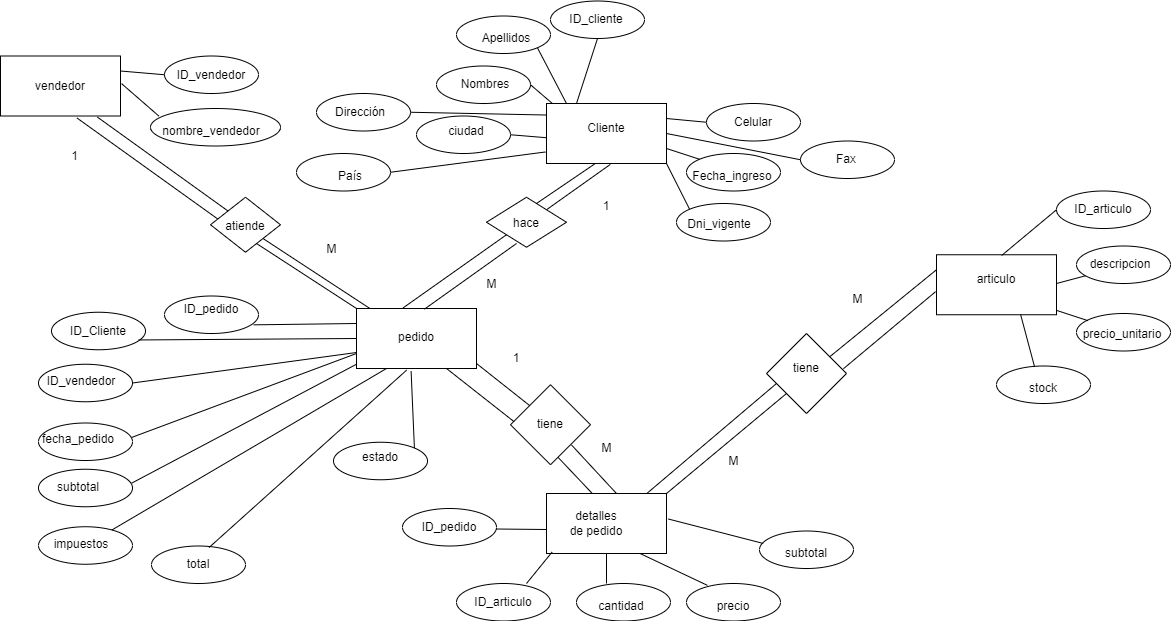 ID_cliente
Apellidos
vendedor
ID_vendedor
Nombres
Dirección
Celular
nombre_vendedor
ciudad
Cliente
1
Fax
País
Fecha_ingreso
1
ID_articulo
atiende
hace
Dni_vigente
M
descripcion
articulo
M
M
ID_pedido
ID_Cliente
pedido
precio_unitario
1
tiene
ID_vendedor
stock
tiene
fecha_pedido
M
estado
M
subtotal
detalles
de pedido
ID_pedido
impuestos
subtotal
total
ID_articulo
cantidad
precio